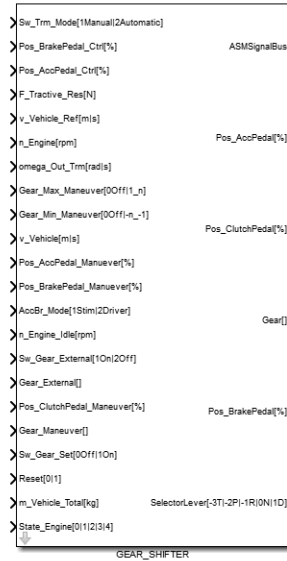 Sw_Trm_Mode[1Manual|2Automatic]
Pos_BrakePedal_Ctrl[%]
ASMSignalBus
Pos_AccPedal_Ctrl[%]
F_Tractive_Res[N]
v_Vehicle_Ref[m|s]
n_Engine[rpm]
Pos_AccPedal[%]
omega_Out_Trm[rad|s]
Gear_Max_Maneuver[0Off|1_n]
Gear_Min_Maneuver[0Off|-n_-1]
Pos_ClutchPedal[%]
v_Vehicle[m|s]
Pos_AccPedal_Manuever[%]
Pos_BrakePedal_Manuever[%]
AccBr_Mode[1Stim|2Driver]
Gear[]
n_Engine_Idle[rpm]
Sw_Gear_External[1On|2Off]
Gear_External[]
Pos_ClutchPedal_Maneuver[%]
Pos_BrakePedal[%]
Gear_Maneuver[]
Sw_Gear_Set[0Off|1On]
Reset[0|1]
m_Vehicle_Total[kg]
SelectorLever[-3T|-2P|-1R|0N|1D]
State_Engine[0|1|2|3|4]
GEAR_SHIFTER